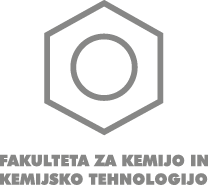 FAKULTETA ZA KEMIJO IN
KEMIJSKO TEHNOLOGIJO